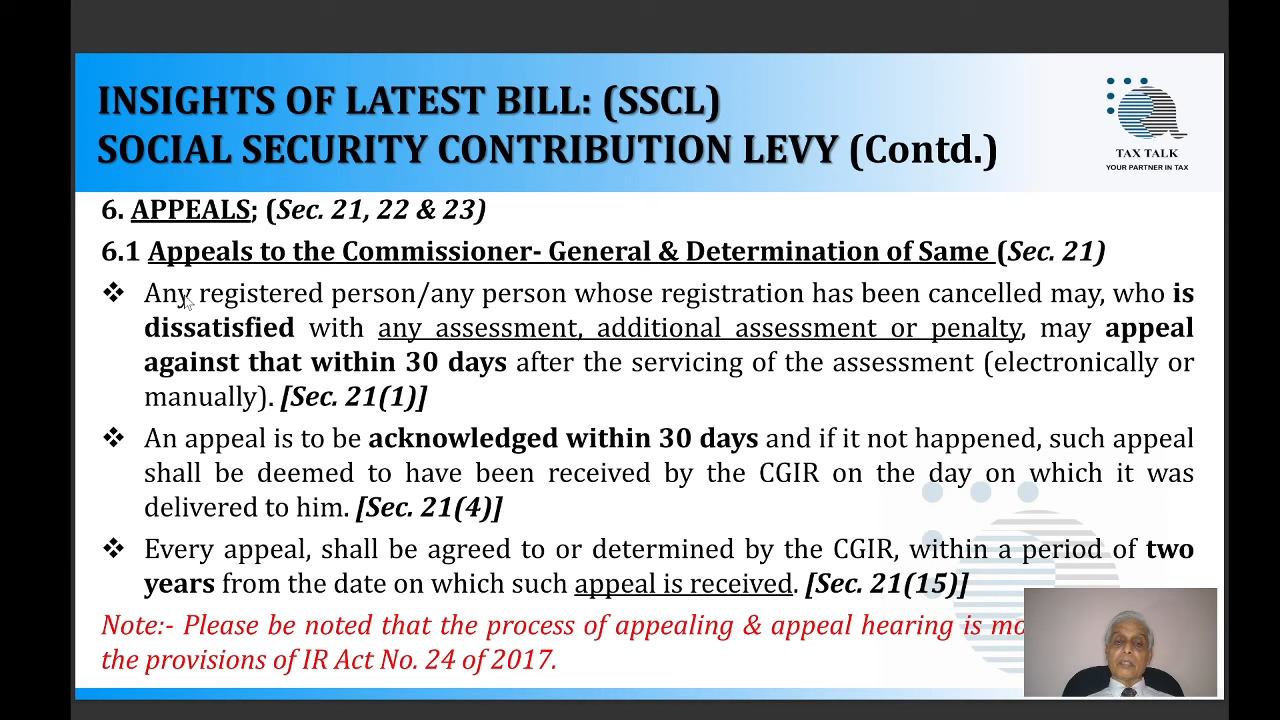 INSIGHTS OF LATEST BILL: (SSCL)
SOCIAL SECURITY CONTRIBUTION LEVY (Contd.)
TAX TALK
YOUR PARTNER IN TAX
6. APPEALS; (Sec. 21, 22 & 23)
6.1 Appeals to the Commissioner- General & Determination of Same (Sec. 21)
❖ Any registered person/any person whose registration has been cancelled may, who is
dissatisfied with any assessment, additional assessment or penalty, may appeal
against that within 30 days after the servicing of the assessment (electronically or
manually). [Sec. 21(1)]
❖ An appeal is to be acknowledged within 30 days and if it not happened, such appeal
shall be deemed to have been received by the CGIR on the day on which it was
delivered to him. [Sec. 21(4)]
❖ Every appeal, shall be agreed to or determined by the CGIR, within a period of two
years from the date on which such appeal is received. [Sec. 21(15)]
Note:- Please be noted that the process of appealing & appeal hearing is
the provisions of IR Act No. 24 of 2017.